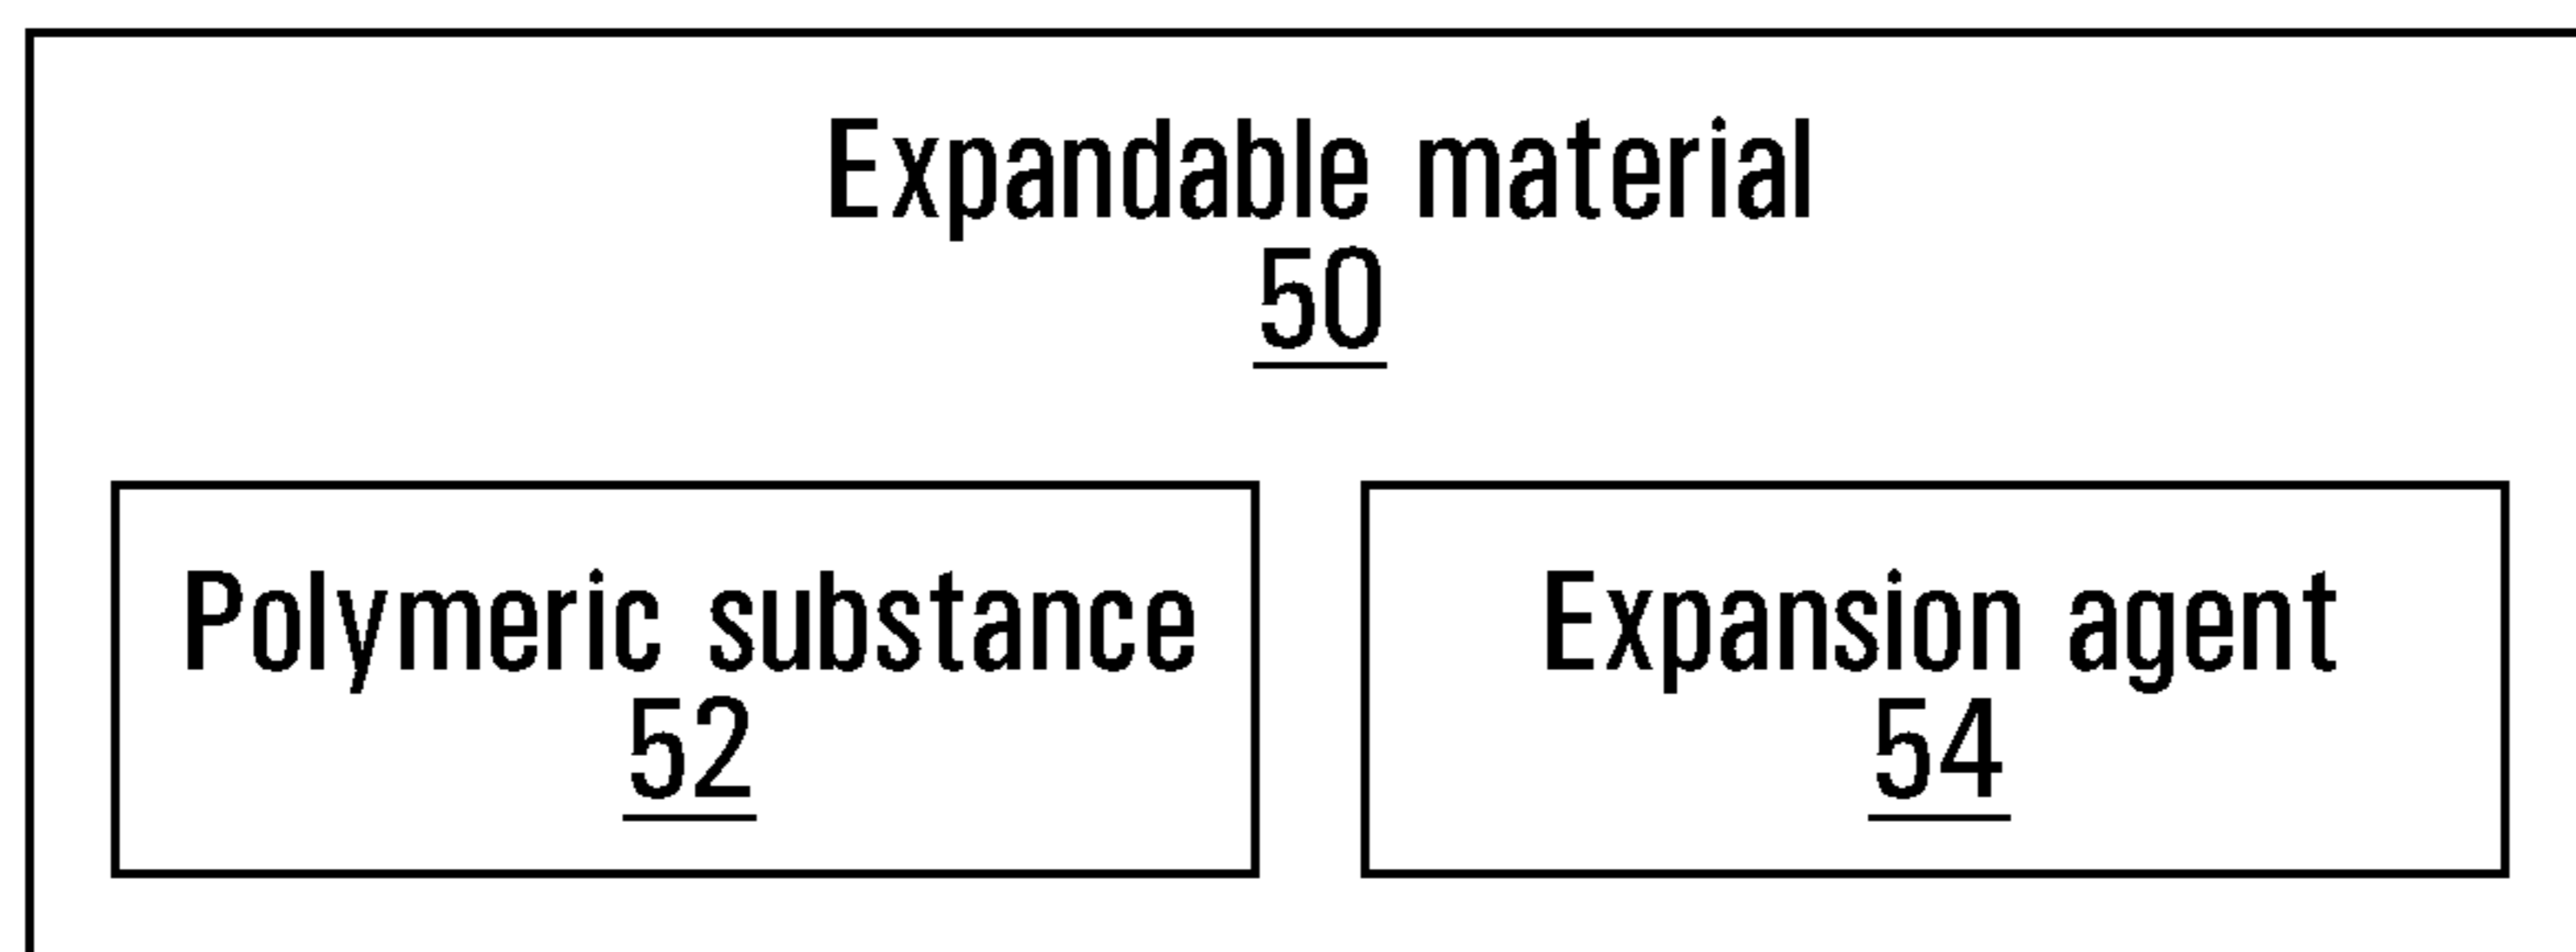 Expandable material
50
Polymeric substance
52
Expansion agent
54